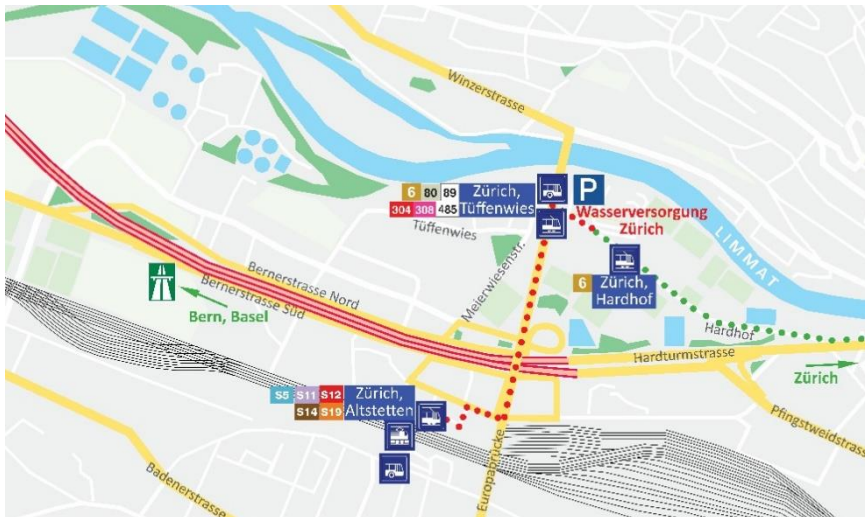 Winzerstrasse
6 80 89
304 308 485
Zürich,
Tüffenwies
P
Tüffenwies
Wasserversorgung
Zürich
LIMMAT
Meierwiesenstr.
6
Zürich,
Hardhof
Hardhof
Bernerstrasse Nord
Bernerstrasse Süd
Bern, Basel
Hardturmstrasse
Zürich
S5 S11 S12
S14 S19
Zürich,
Altstetten
Pfingstweidstrass
Europabrücke
Badenerstrasse